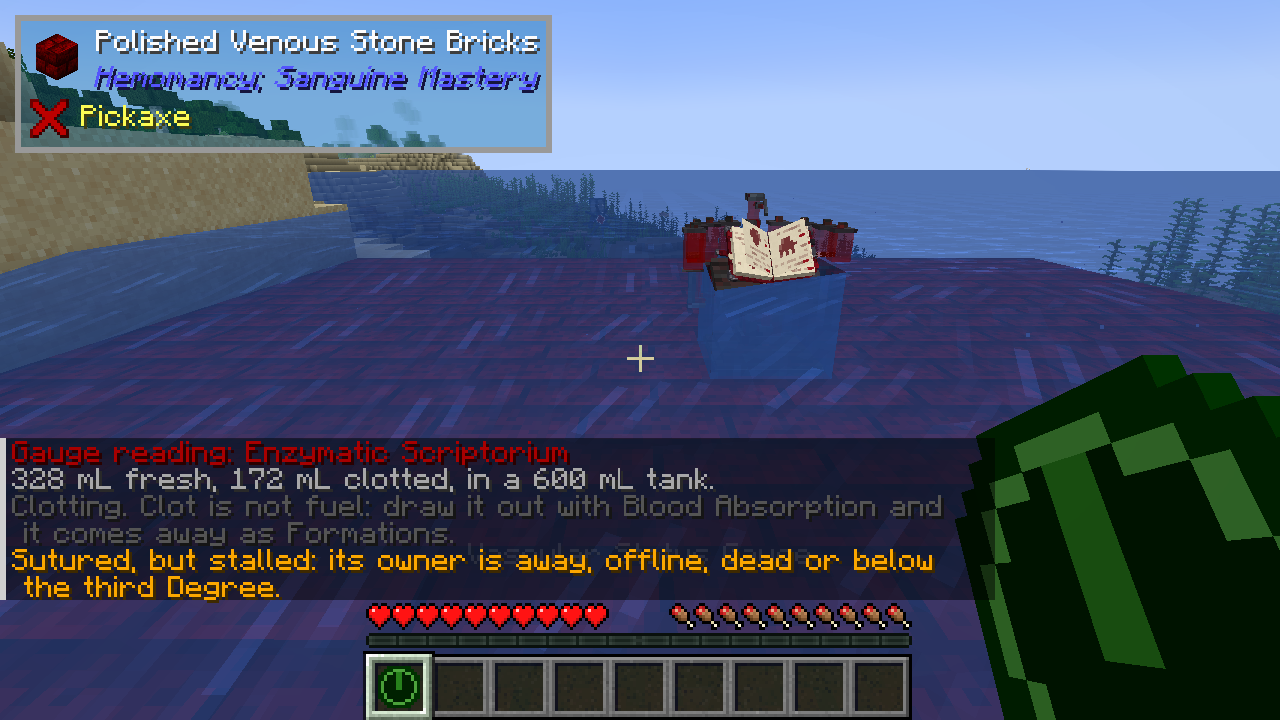 Polished Venous Stone Bricks
Hemomancy; Sanguine Mastery
Pickaxe
Gauge reading: Enzymatic Scriptorium
328 mL fresh, 172 mL clotted, in a 600 mL tank.
Clotting. Clot is not fuel: draw it out with Blood Absorption and
it comes away as Formations.
Sutured, but stalled: its owner is away, offline, dead or below
the third Degree.